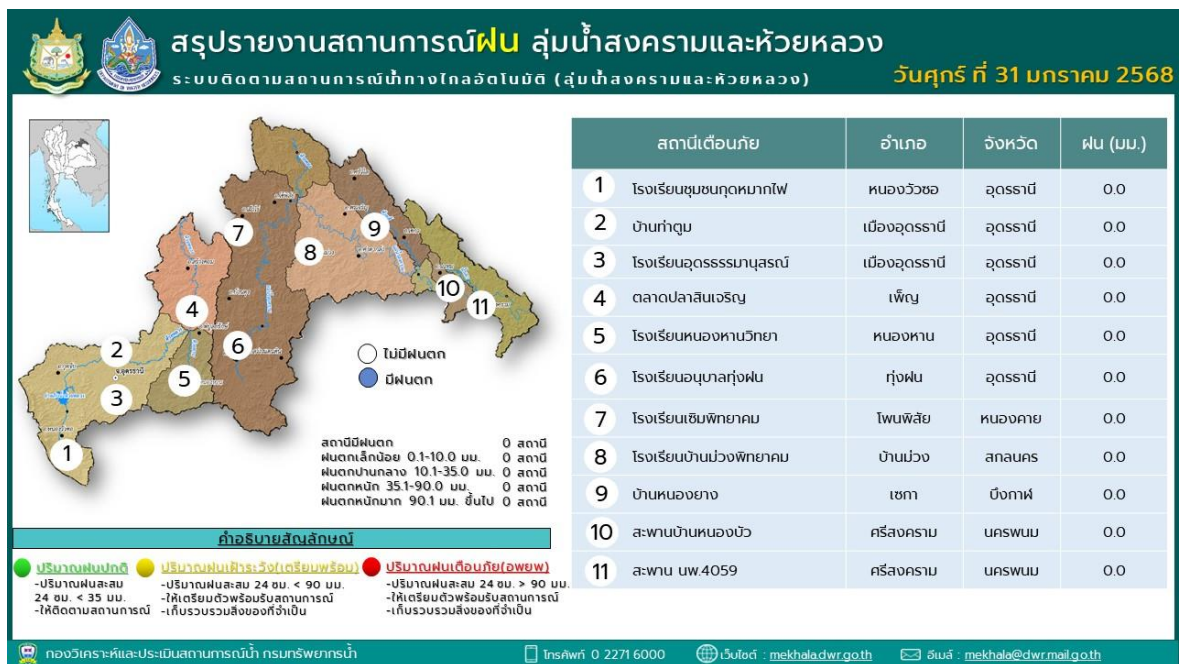 สรุปรายงานสถานการณ์ฝน ลุ่มน้ำสงครามและห้วยหลวง
ระบบติดตามสถานการณ์น้ำทางไกลอัตโนมัติ (ลุ่มน้ำสงครามและห้วยหลวง)
วันศุกร์ ที่ 31 มกราคม 2568
7
9
8
10
11
4
6
2
5
3
1
จ.อุดรธานี
ไม่มีฝนตก
มีฝนตก
สถานีมีฝนตก 0 สถานี
ฝนตกเล็กน้อย 0.1-10.0 มม. 0 สถานี
ฝนตกปานกลาง 10.1-35.0 มม. 0 สถานี
ฝนตกหนัก 35.1-90.0 มม. 0 สถานี
ฝนตกหนักมาก 90.1 มม. ขึ้นไป 0 สถานี
สถานีเตือนภัย อำเภอ จังหวัด ฝน (มม.)
1 โรงเรียนชุมชนกุดหมากไฟ หนองวัวซอ อุดรธานี 0.0
2 บ้านท่าตูม เมืองอุดรธานี อุดรธานี 0.0
3 โรงเรียนอุดรธรรมานุสรณ์ เมืองอุดรธานี อุดรธานี 0.0
4 ตลาดปลาสินเจริญ เพ็ญ อุดรธานี 0.0
5 โรงเรียนหนองหานวิทยา หนองหาน อุดรธานี 0.0
6 โรงเรียนอนุบาลทุ่งฝน ทุ่งฝน อุดรธานี 0.0
7 โรงเรียนเซิมพิทยาคม โพนพิสัย หนองคาย 0.0
8 โรงเรียนบ้านม่วงพิทยาคม บ้านม่วง สกลนคร 0.0
9 บ้านหนองยาง เซกา บึงกาฬ 0.0
10 สะพานบ้านหนองบัว ศรีสงคราม นครพนม 0.0
11 สะพาน นพ.4059 ศรีสงคราม นครพนม 0.0
คำอธิบายสัญลักษณ์
ปริมาณฝนปกติ
-ปริมาณฝนสะสม
24 ชม. < 35 มม.
-ให้ติดตามสถานการณ์
ปริมาณฝนเฝ้าระวัง(เตรียมพร้อม)
-ปริมาณฝนสะสม 24 ชม. < 90 มม.
-ให้เตรียมตัวพร้อมรับสถานการณ์
-เก็บรวบรวมสิ่งของที่จำเป็น
ปริมาณฝนเตือนภัย(อพยพ)
-ปริมาณฝนสะสม 24 ชม. > 90 มม.
-ให้เตรียมตัวพร้อมรับสถานการณ์
-เก็บรวบรวมสิ่งของที่จำเป็น
กองวิเคราะห์และประเมินสถานการณ์น้ำ กรมทรัพยากรน้ำ
โทรศัพท์ 0 2271 6000
เว็บไซต์ : mekhala.dwr.go.th
อีเมล์ : mekhala@dwr.mail.go.th